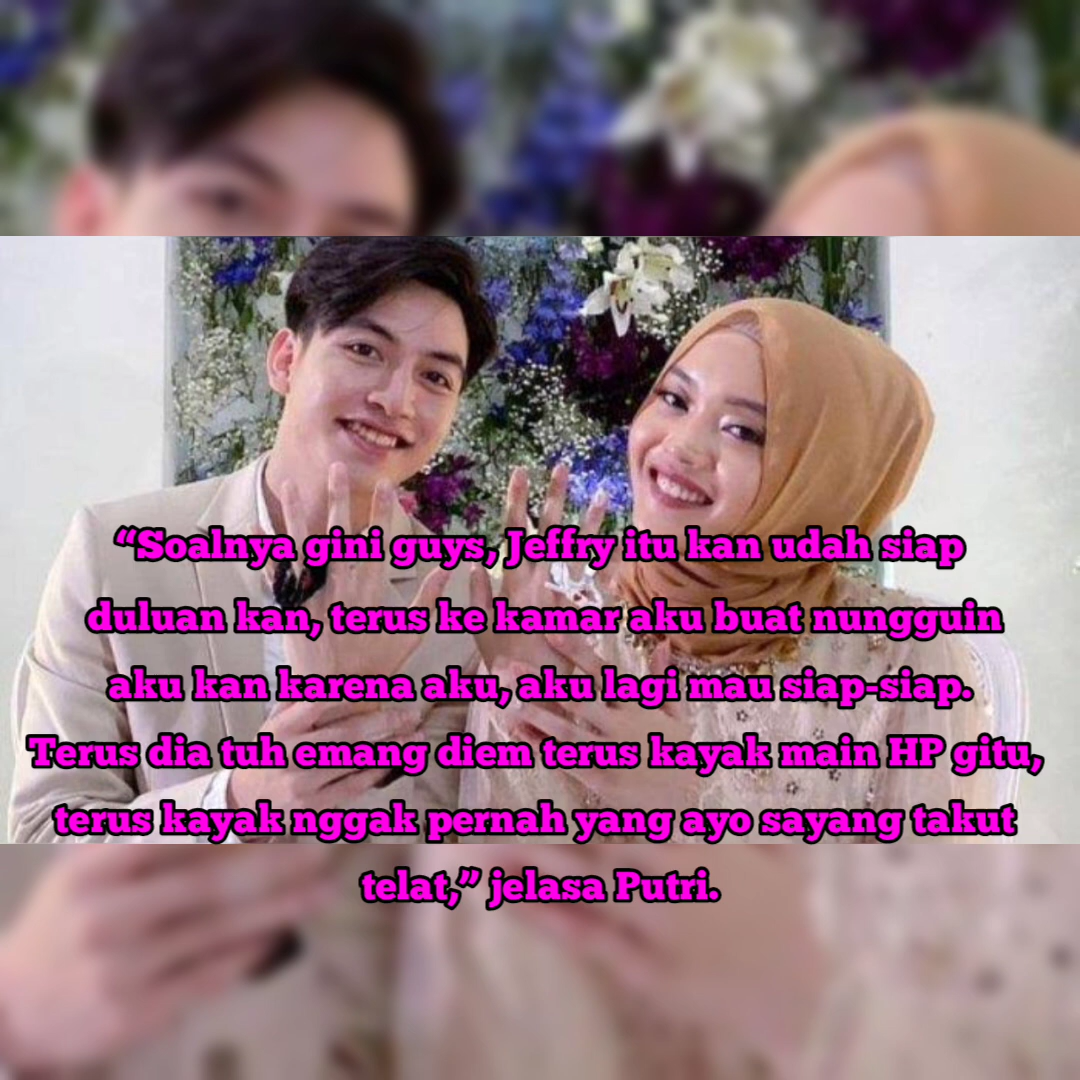 “Soalnya gini guys, Jeffry itu kan udah siap
duluan kan, terus ke kamar aku buat nungguin
aku kan karena aku, aku lagi mau siap-siap.
Terus dia tuh emang diem terus kayak main HP gitu,
terus kayak nggak pernah yang ayo sayang takut
telat,” jelasa Putri.